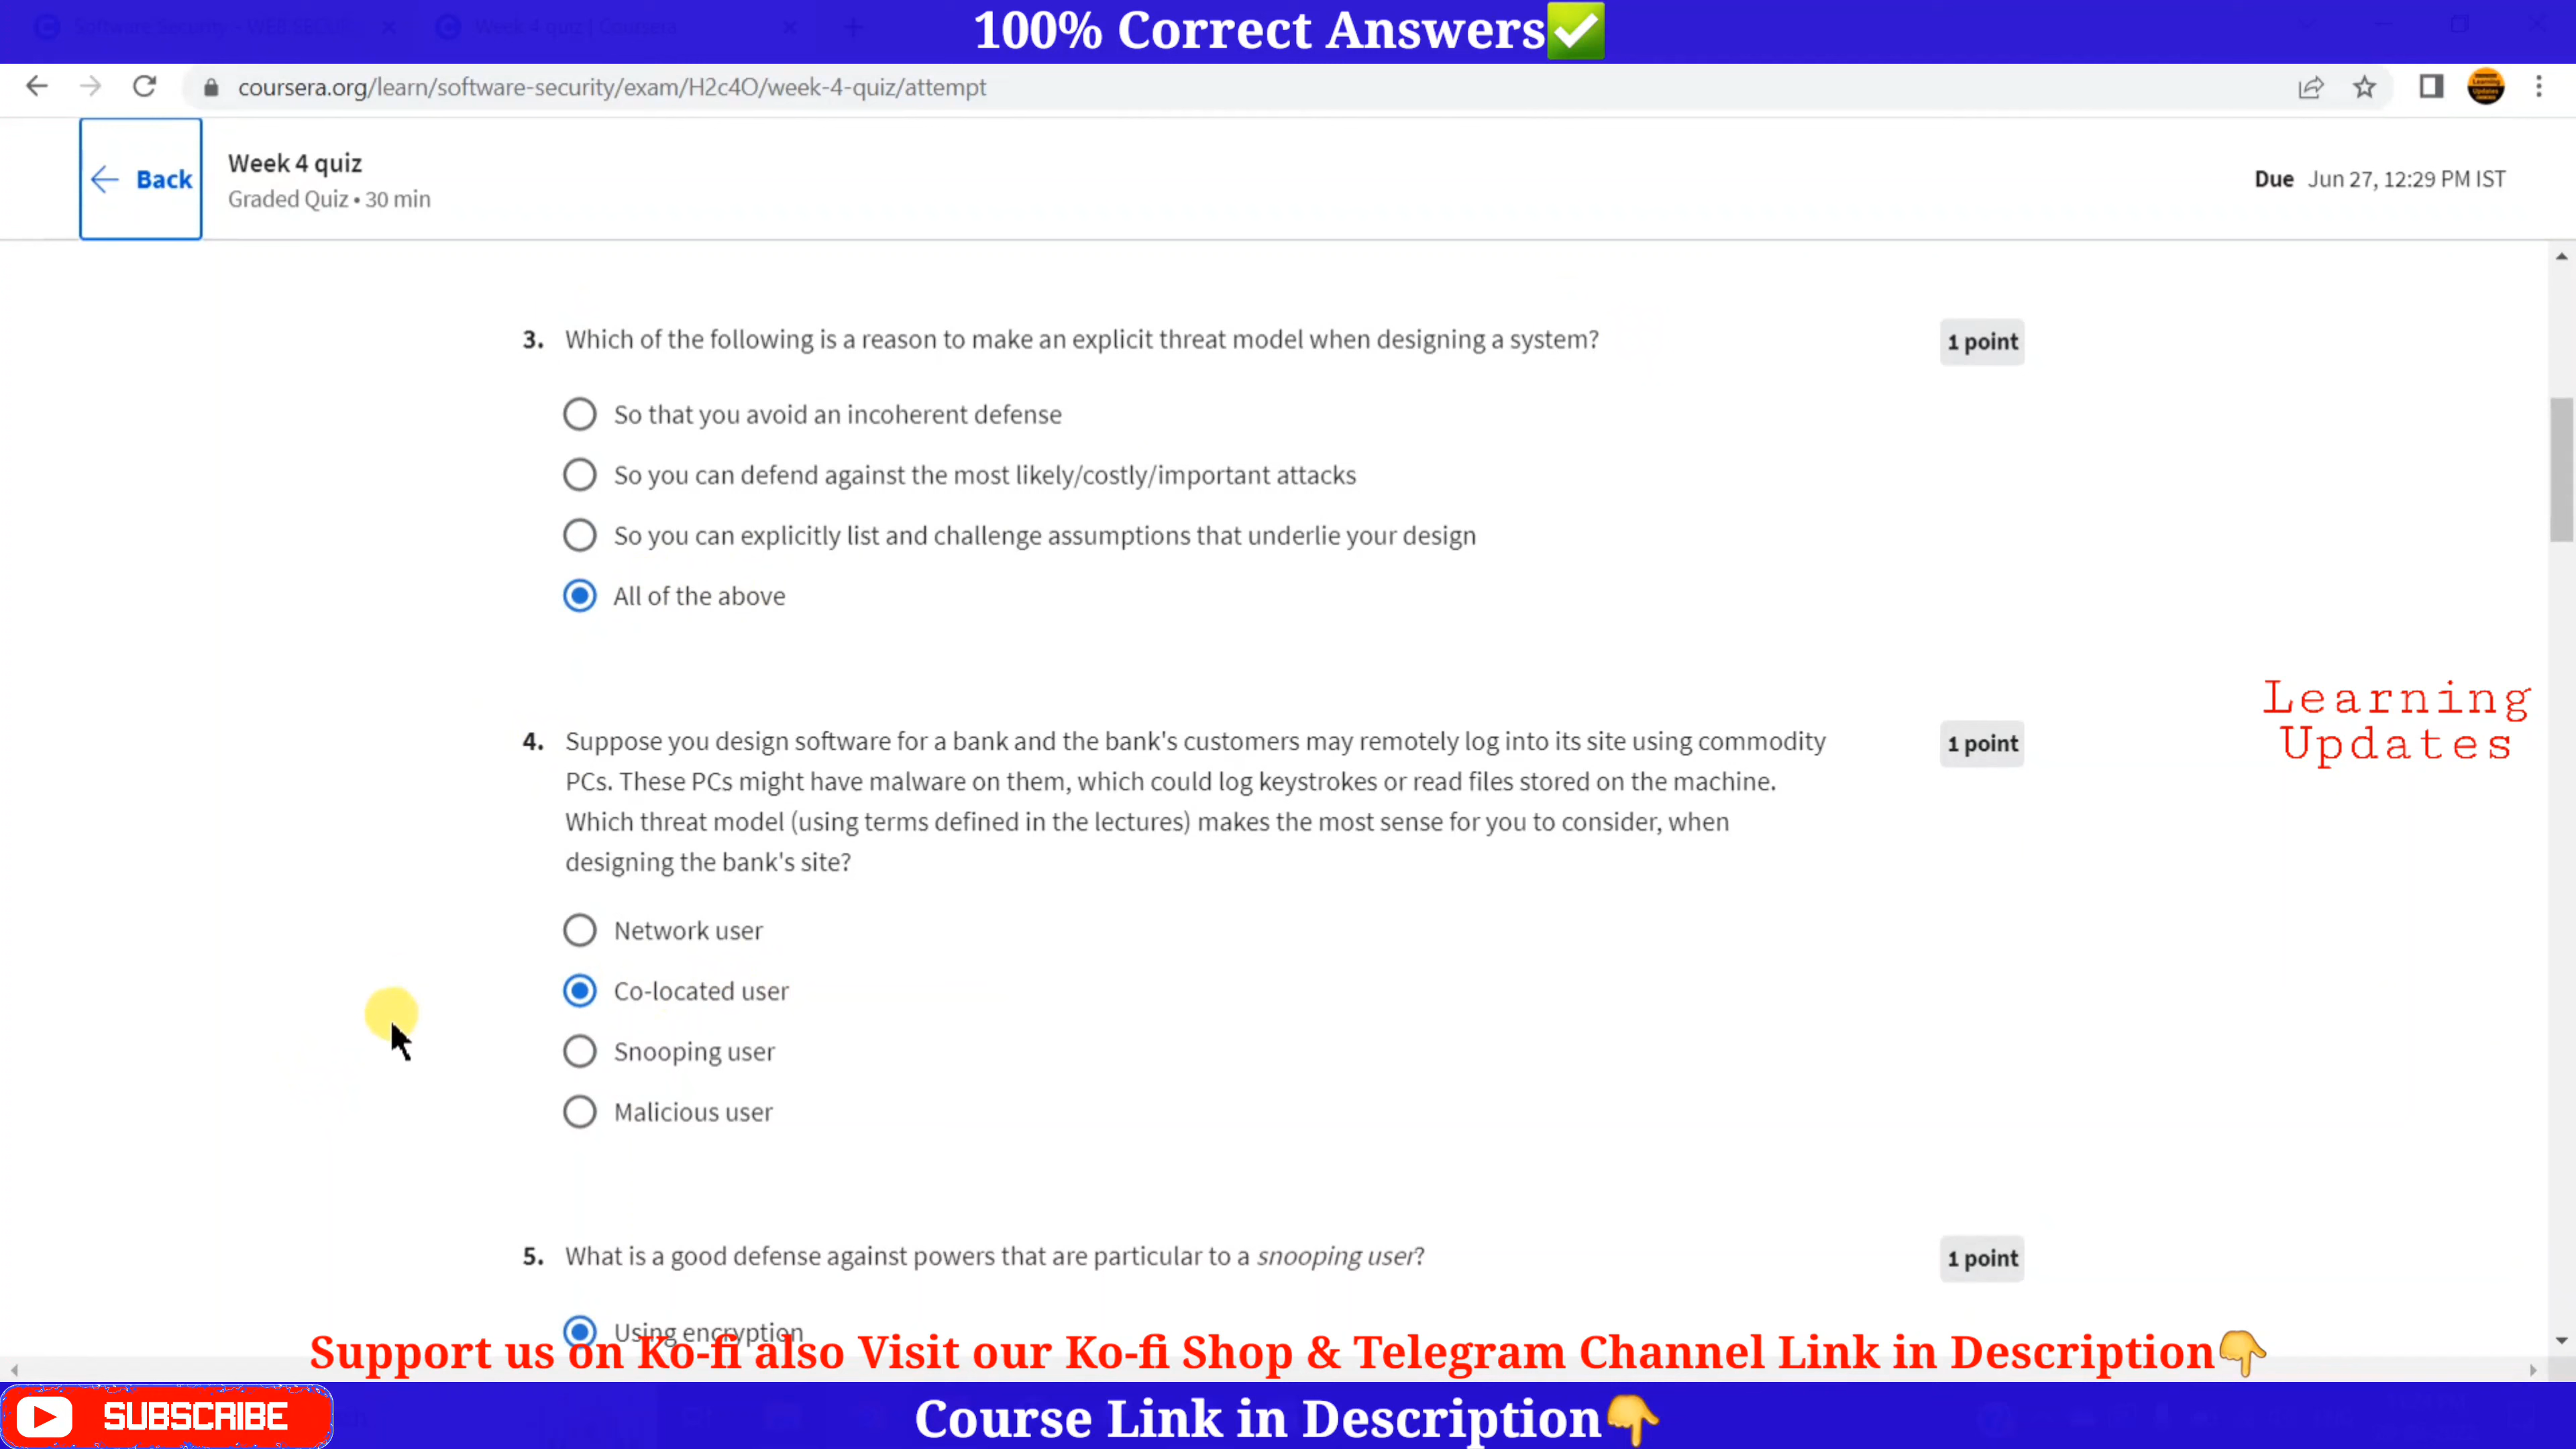 Software Security - WEB SECURI
Week 4 quiz | Coursera
100% Correct Answers✅
coursera.org/learn/software-security/exam/H2c4O/week-4-quiz/attempt
Back
Week 4 quiz
Graded Quiz • 30 min
Due Jun 27, 12:29 PM IST
3. Which of the following is a reason to make an explicit threat model when designing a system?
1 point
So that you avoid an incoherent defense
So you can defend against the most likely/costly/important attacks
So you can explicitly list and challenge assumptions that underlie your design
All of the above
Learning
Updates
4. Suppose you design software for a bank and the bank's customers may remotely log into its site using commodity
PCs. These PCs might have malware on them, which could log keystrokes or read files stored on the machine.
Which threat model (using terms defined in the lectures) makes the most sense for you to consider, when
designing the bank's site?
1 point
Network user
Co-located user
Snooping user
Malicious user
5. What is a good defense against powers that are particular to a snooping user?
1 point
Using encryption
Support us on Ko-fi also Visit our Ko-fi Shop & Telegram Channel Link in Description👇
SUBSCRIBE
Course Link in Description👇